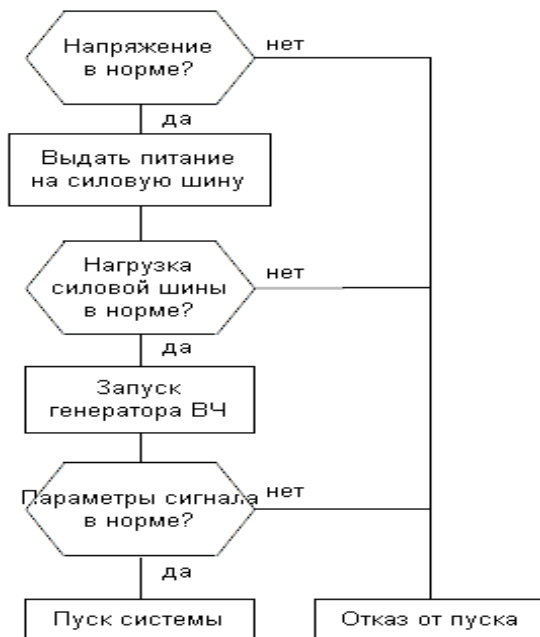 Напряжение
в норме?
нет
да
Выдать питание
на силовую шину
Нагрузка
силовой шины
в норме?
нет
да
Запуск
генератора ВЧ
Параметры сигнала
в норме?
нет
да
Пуск системы
Отказ от пуска